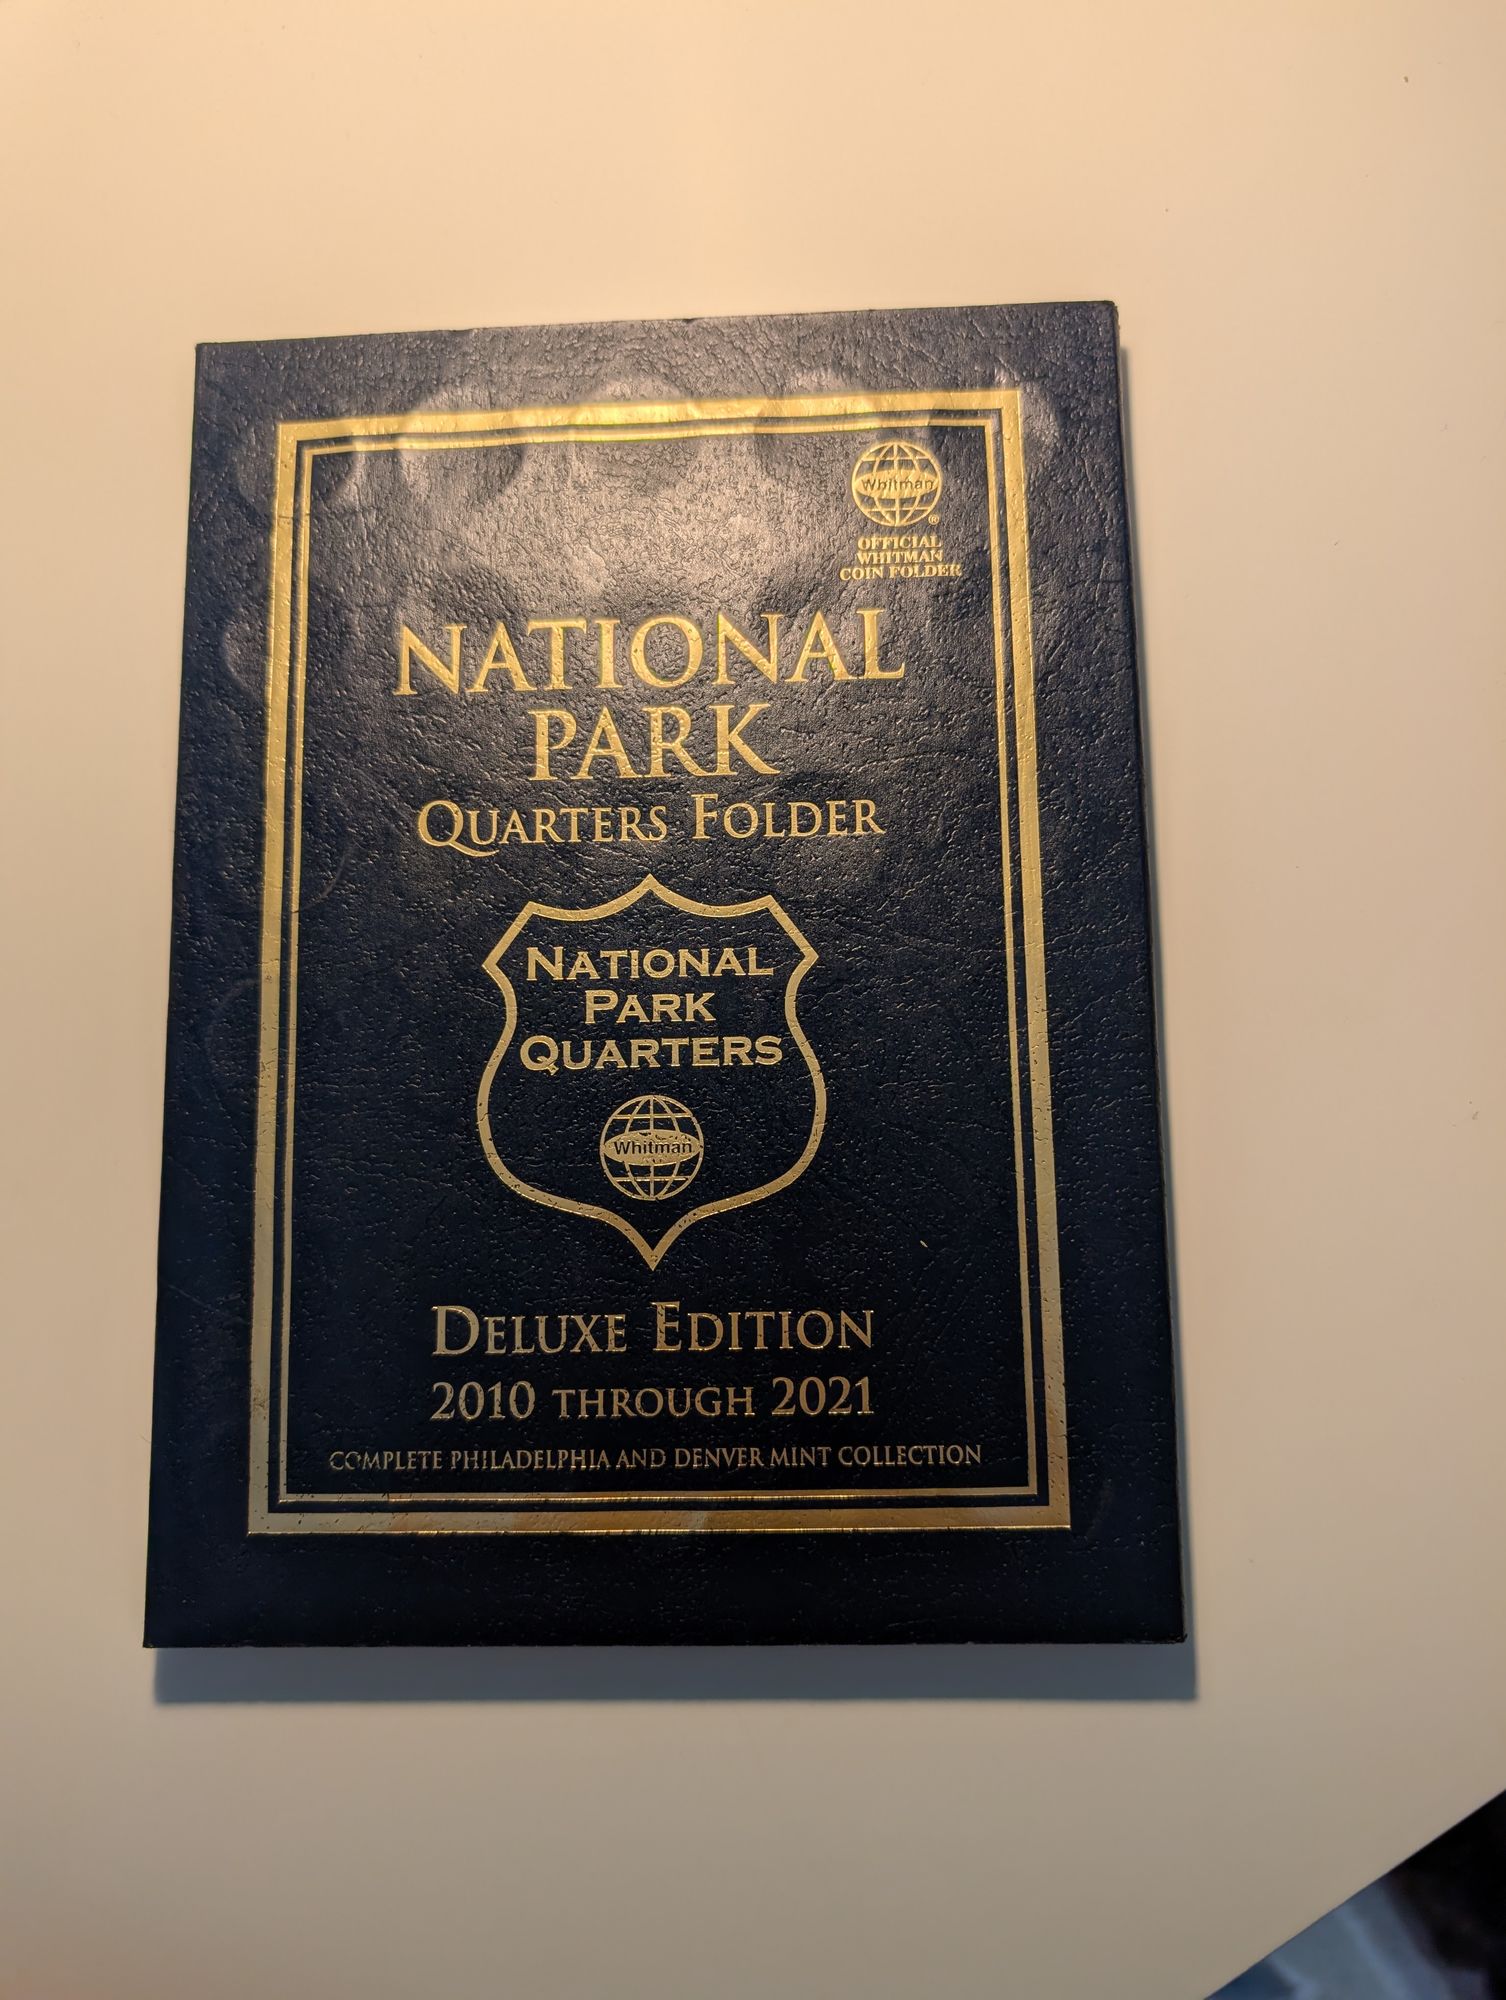 Whitman
®
OFFICIAL
WHITMAN
COIN FOLDER
NATIONAL
PARK
QUARTERS FOLDER
NATIONAL
PARK
QUARTERS
Whitman
DELUXE EDITION
2010 THROUGH 2021
COMPLETE PHILADELPHIA AND DENVER MINT COLLECTION